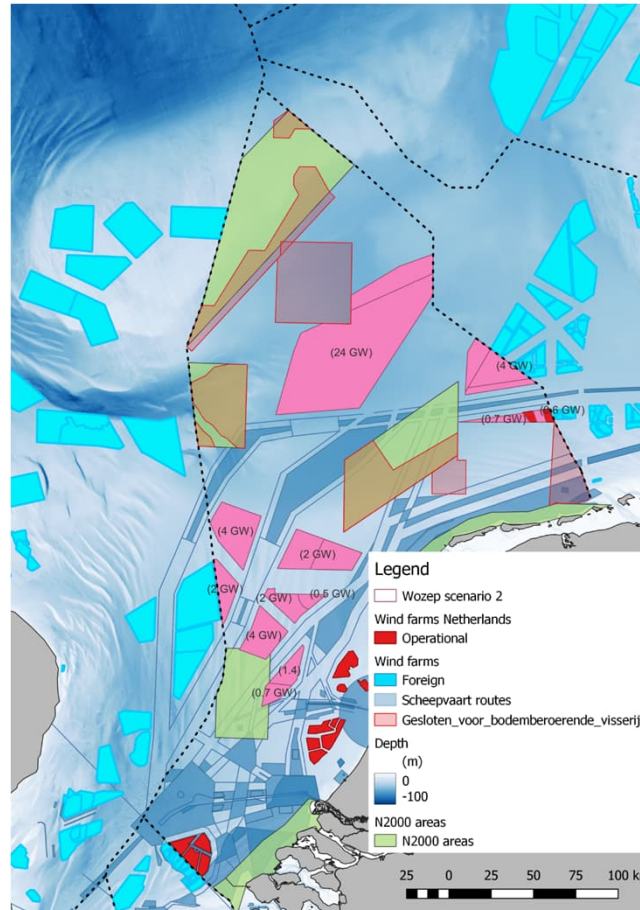 (24 GW)
(4 GW)
(0.6 GW)
(0.7 GW)
(4 GW)
(2 GW)
(2 GW)
(2 GW)
(0.5 GW)
(4 GW)
(1.4)
(0.7 GW)
Legend
Wozep scenario 2
Wind farms Netherlands
Operational
Wind farms
Foreign
Scheepvaart routes
Gesloten_voor_bodemberoerende_visserij
Depth
(m)
0
-100
N2000 areas
N2000 areas
25 0 25 50 75 100 k